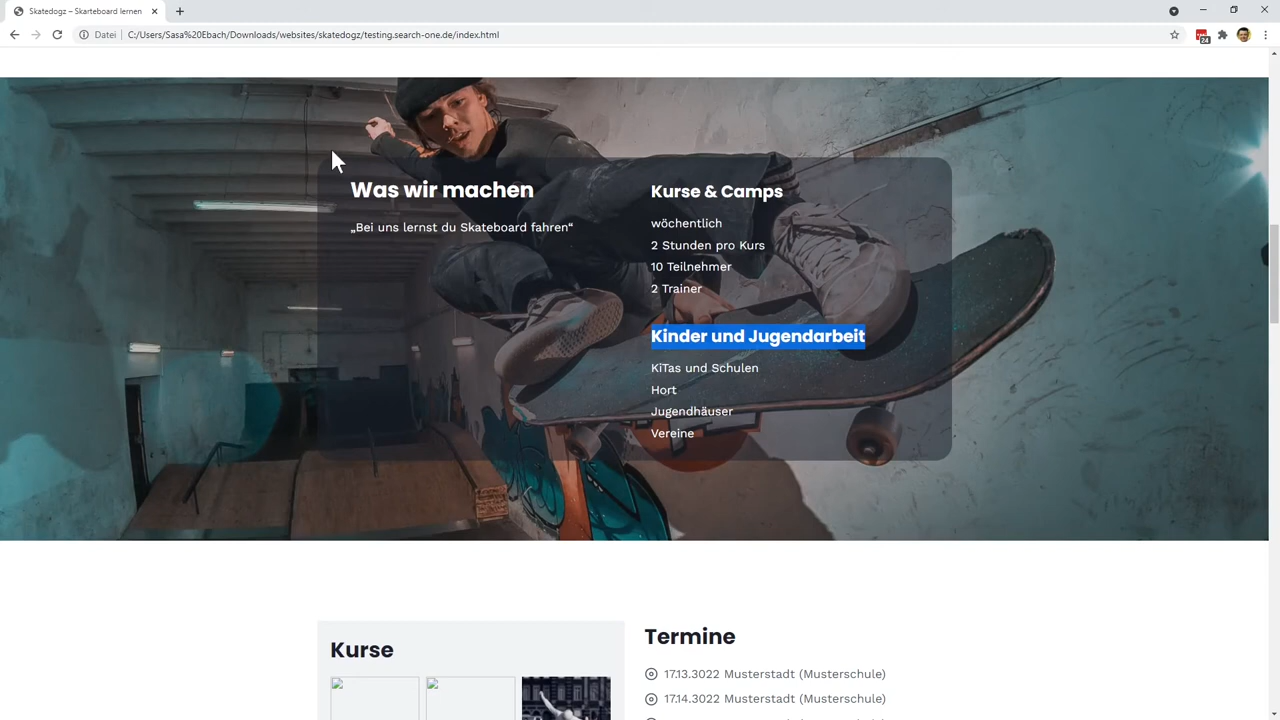 Skatedogz – Skarteboard lernen
Datei
C:/Users/Sasa%20Ebach/Downloads/websites/skatedogz/testing.search-one.de/index.html
24
Was wir machen
„Bei uns lernst du Skateboard fahren“
Kurse & Camps
wöchentlich
2 Stunden pro Kurs
10 Teilnehmer
2 Trainer
Kinder und Jugendarbeit
KiTas und Schulen
Hort
Jugendhäuser
Vereine
Kurse
Termine
17.13.3022 Musterstadt (Musterschule)
17.14.3022 Musterstadt (Musterschule)